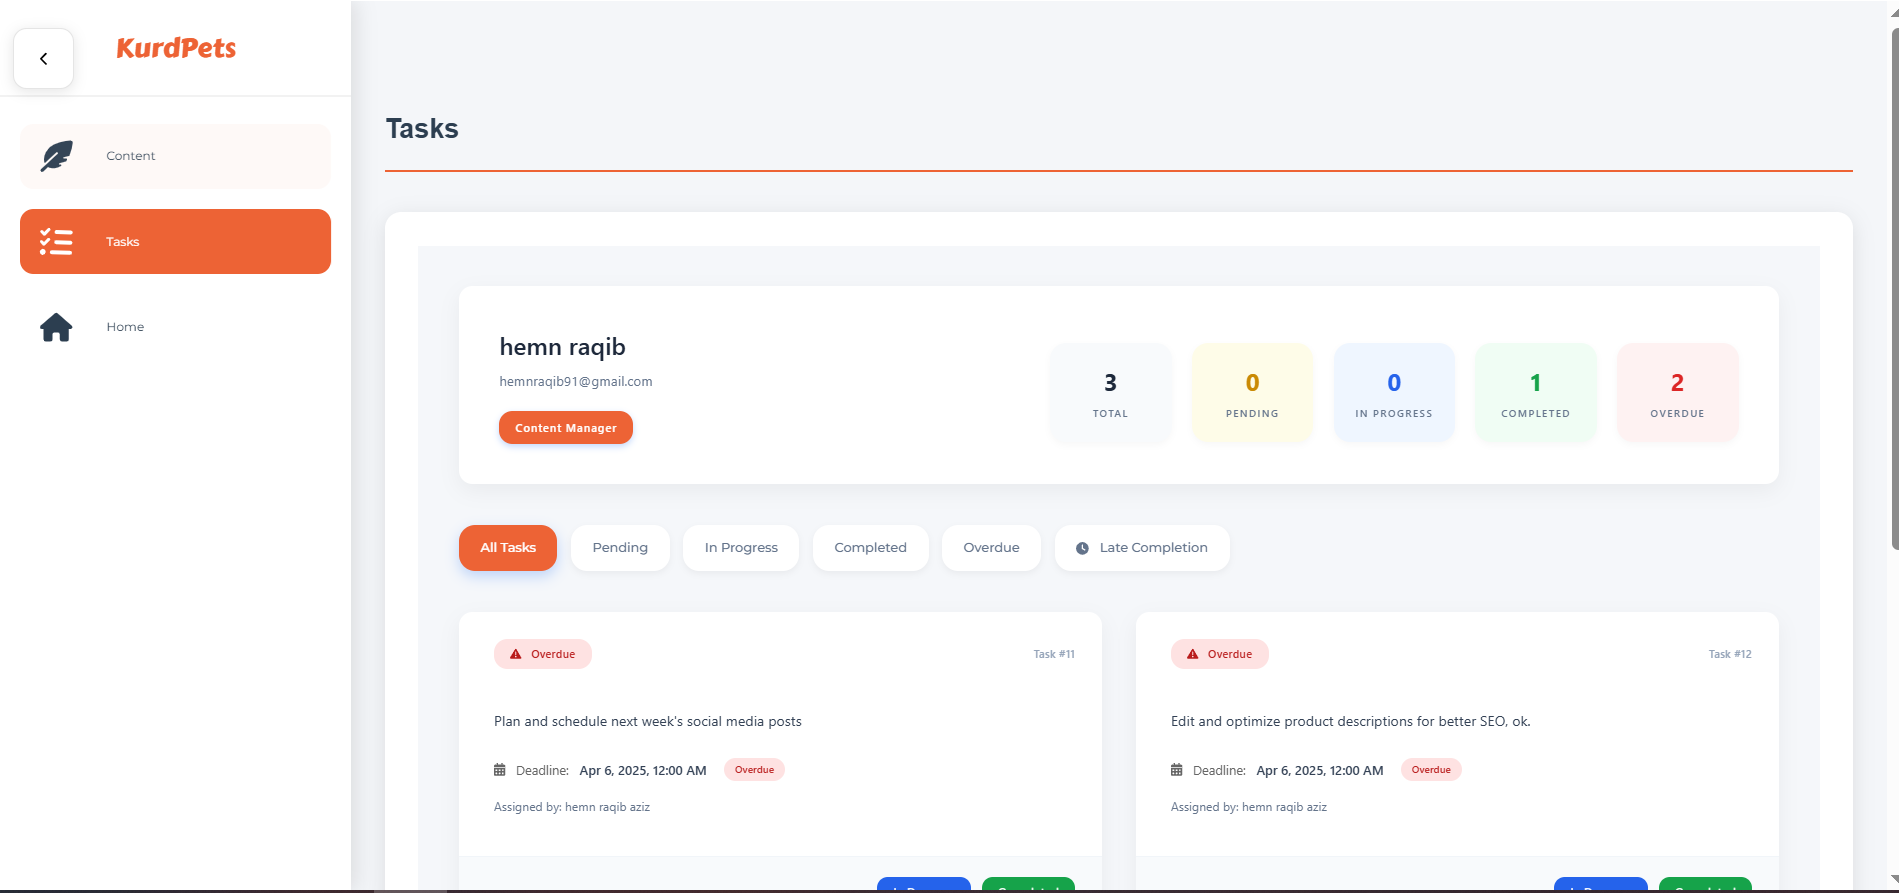 KurdPets
Content
Tasks
Home
Tasks
hemn raqib
hemnraqib91@gmail.com
Content Manager
3
TOTAL
0
PENDING
0
IN PROGRESS
1
COMPLETED
2
OVERDUE
All Tasks
Pending
In Progress
Completed
Overdue
Late Completion
Overdue
Task #11
Plan and schedule next week's social media posts
Deadline: Apr 6, 2025, 12:00 AM Overdue
Assigned by: hemn raqib aziz
Overdue
Task #12
Edit and optimize product descriptions for better SEO, ok.
Deadline: Apr 6, 2025, 12:00 AM Overdue
Assigned by: hemn raqib aziz